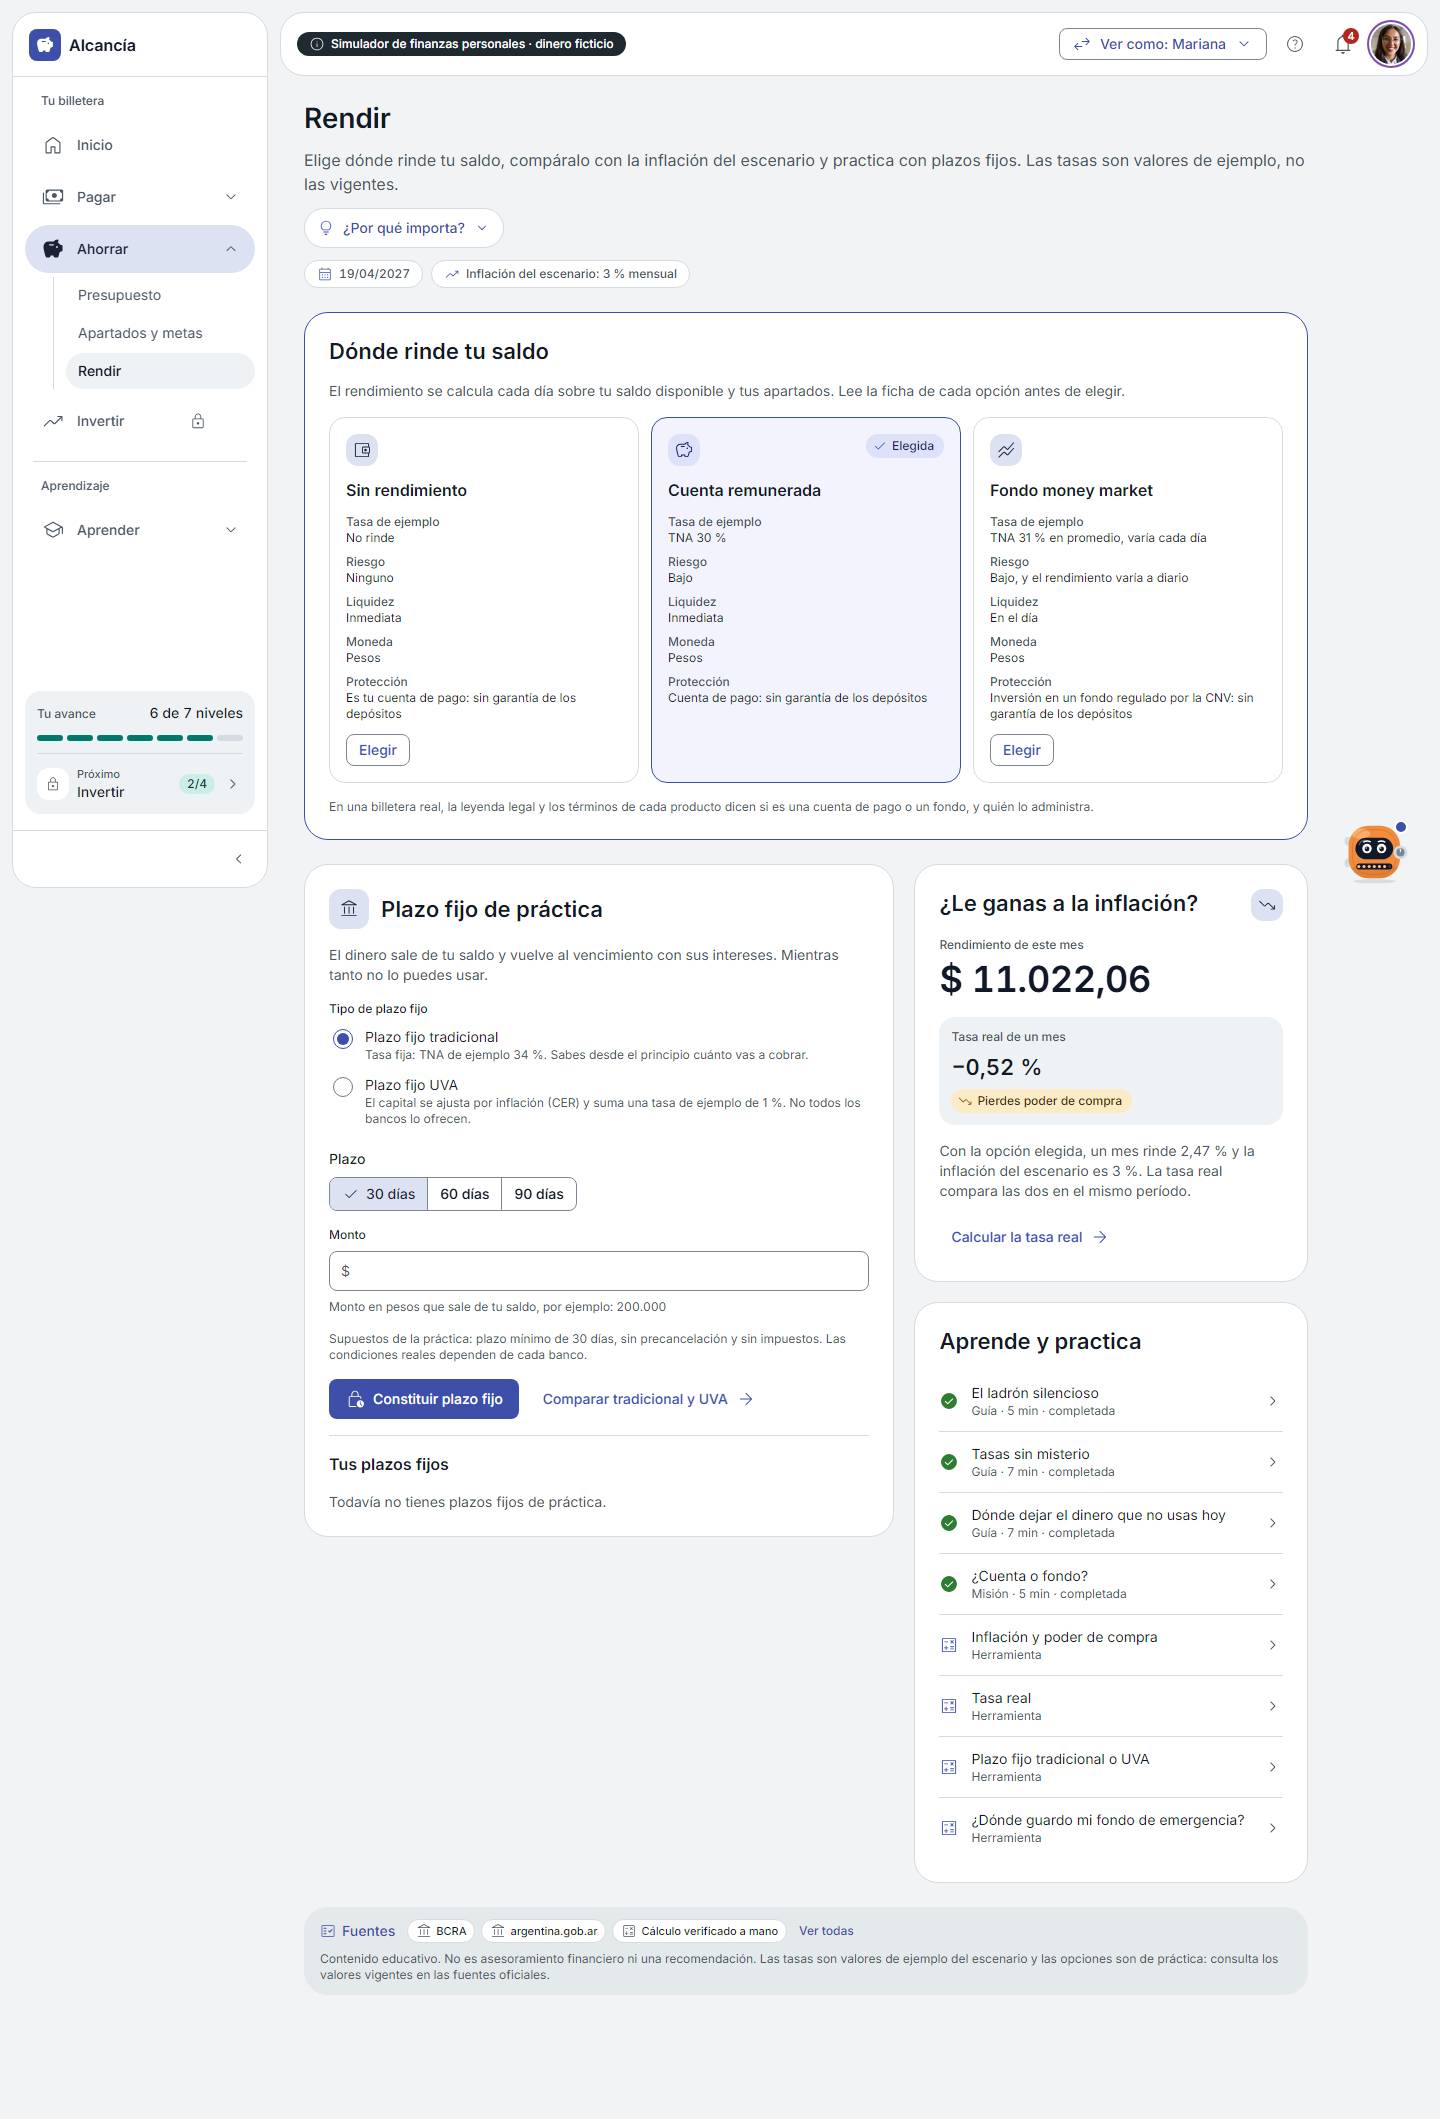 Alcancía
Simulador de finanzas personales · dinero ficticio
Ver como: Mariana
4
Tu billetera
Inicio
Pagar
Ahorrar
Presupuesto
Apartados y metas
Rendir
Invertir
Aprendizaje
Aprender
Tu avance
6 de 7 niveles
Próximo
Invertir
2/4
Rendir
Elige dónde rinde tu saldo, compáralo con la inflación del escenario y practica con plazos fijos. Las tasas son valores de ejemplo, no
las vigentes.
¿Por qué importa?
19/04/2027
Inflación del escenario: 3 % mensual
Dónde rinde tu saldo
El rendimiento se calcula cada día sobre tu saldo disponible y tus apartados. Lee la ficha de cada opción antes de elegir.
Sin rendimiento
Tasa de ejemplo
No rinde
Riesgo
Ninguno
Liquidez
Inmediata
Moneda
Pesos
Protección
Es tu cuenta de pago: sin garantía de los
depósitos
Elegir
Elegida
Cuenta remunerada
Tasa de ejemplo
TNA 30 %
Riesgo
Bajo
Liquidez
Inmediata
Moneda
Pesos
Protección
Cuenta de pago: sin garantía de los depósitos
Fondo money market
Tasa de ejemplo
TNA 31 % en promedio, varía cada día
Riesgo
Bajo, y el rendimiento varía a diario
Liquidez
En el día
Moneda
Pesos
Protección
Inversión en un fondo regulado por la CNV: sin
garantía de los depósitos
Elegir
En una billetera real, la leyenda legal y los términos de cada producto dicen si es una cuenta de pago o un fondo, y quién lo administra.
Plazo fijo de práctica
El dinero sale de tu saldo y vuelve al vencimiento con sus intereses. Mientras
tanto no lo puedes usar.
Tipo de plazo fijo
Plazo fijo tradicional
Tasa fija: TNA de ejemplo 34 %. Sabes desde el principio cuánto vas a cobrar.
Plazo fijo UVA
El capital se ajusta por inflación (CER) y suma una tasa de ejemplo de 1 %. No todos los
bancos lo ofrecen.
Plazo
30 días
60 días
90 días
Monto
$
Monto en pesos que sale de tu saldo, por ejemplo: 200.000
Supuestos de la práctica: plazo mínimo de 30 días, sin precancelación y sin impuestos. Las
condiciones reales dependen de cada banco.
Constituir plazo fijo
Comparar tradicional y UVA
Tus plazos fijos
Todavía no tienes plazos fijos de práctica.
¿Le ganas a la inflación?
Rendimiento de este mes
$ 11.022,06
Tasa real de un mes
−0,52 %
Pierdes poder de compra
Con la opción elegida, un mes rinde 2,47 % y la
inflación del escenario es 3 %. La tasa real
compara las dos en el mismo período.
Calcular la tasa real
Aprende y practica
El ladrón silencioso
Guía · 5 min · completada
Tasas sin misterio
Guía · 7 min · completada
Dónde dejar el dinero que no usas hoy
Guía · 7 min · completada
¿Cuenta o fondo?
Misión · 5 min · completada
Inflación y poder de compra
Herramienta
Tasa real
Herramienta
Plazo fijo tradicional o UVA
Herramienta
¿Dónde guardo mi fondo de emergencia?
Herramienta
Fuentes
BCRA
argentina.gob.ar
Cálculo verificado a mano
Ver todas
Contenido educativo. No es asesoramiento financiero ni una recomendación. Las tasas son valores de ejemplo del escenario y las opciones son de práctica: consulta los
valores vigentes en las fuentes oficiales.